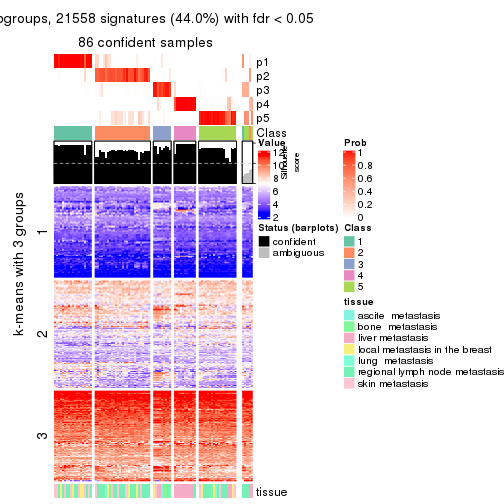 ogroups, 21558 signatures (44.0%) with fdr < 0.05
86 confident samples
p1
p2
p3
p4
p5
Class
1
2
3
k-means with 3 groups
tissue
Value
12
10
8
6
4
2
Silhouette
score
Prob
1
0.8
0.6
0.4
0.2
0
Status (barplots)
confident
ambiguous
Class
1
2
3
4
5
tissue
ascite metastasis
bone metastasis
liver metastasis
local metastasis in the breast
lung metastasis
regional lymph node metastasis
skin metastasis